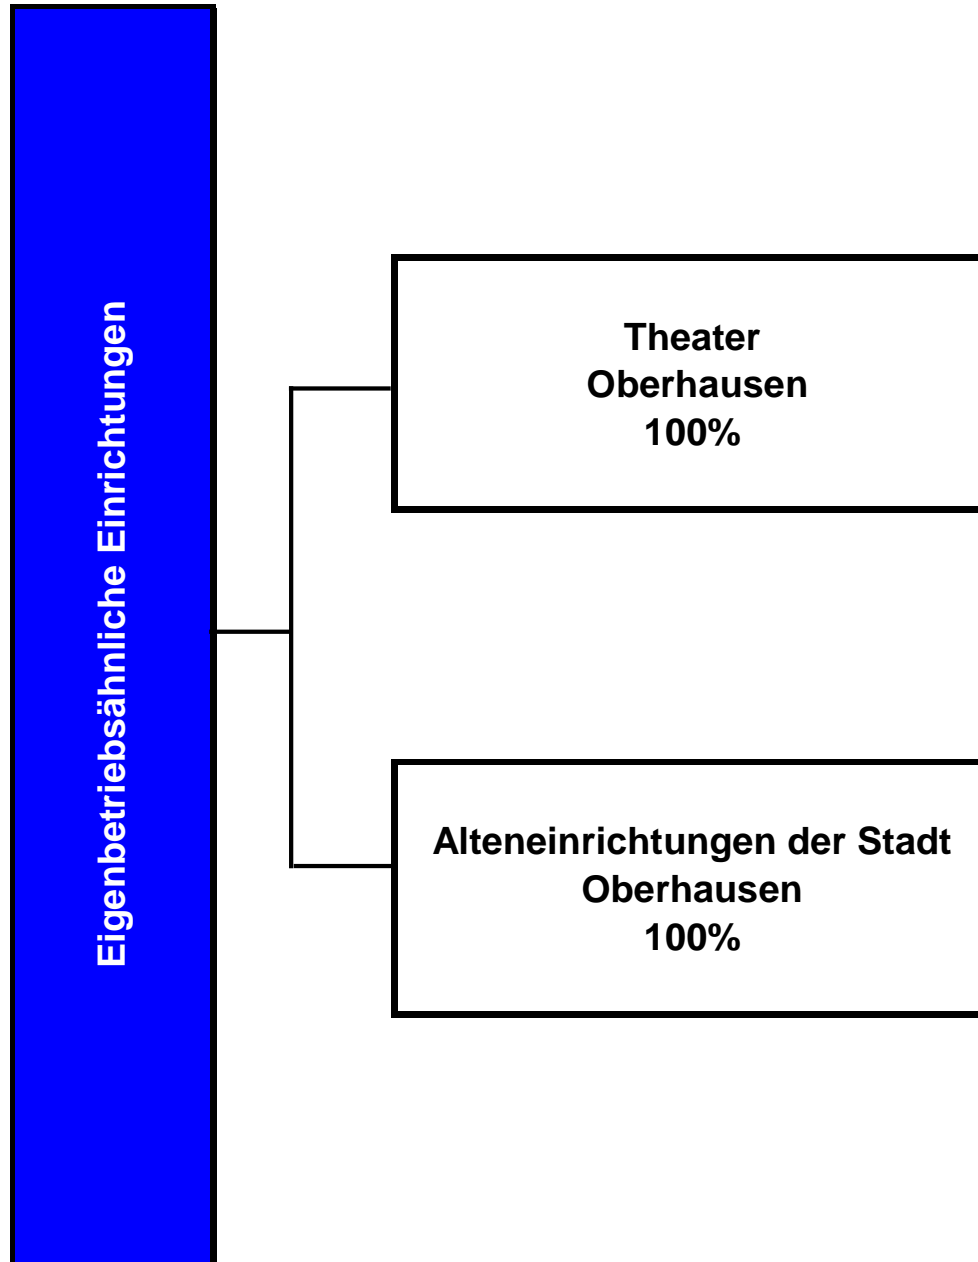 Eigenbetriebsähnliche Einrichtungen
Theater
Oberhausen
100%
Alteneinrichtungen der Stadt
Oberhausen
100%